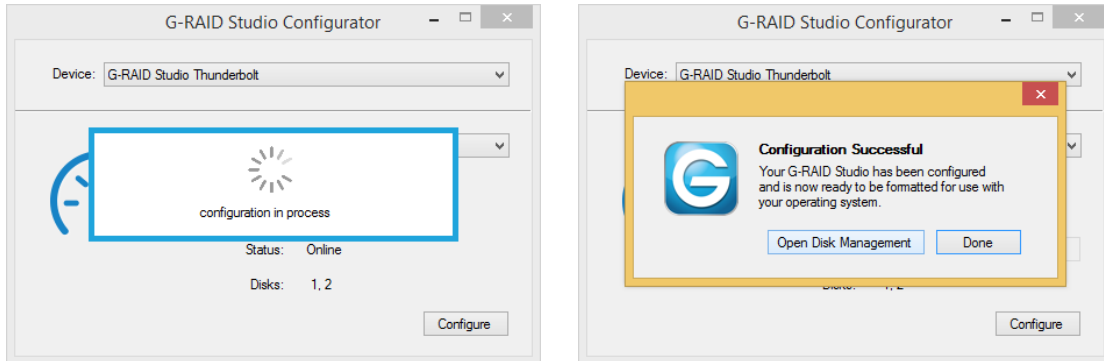 G-RAID Studio Configurator
Device: G-RAID Studio Thunderbolt
configuration in process
Status: Online
Disks: 1, 2
Configure
G-RAID Studio Configurator
Device: G-RAID Studio Thunderbolt
Configuration Successful
Your G-RAID Studio has been configured
and is now ready to be formatted for use with
your operating system.
Open Disk Management Done
Configure